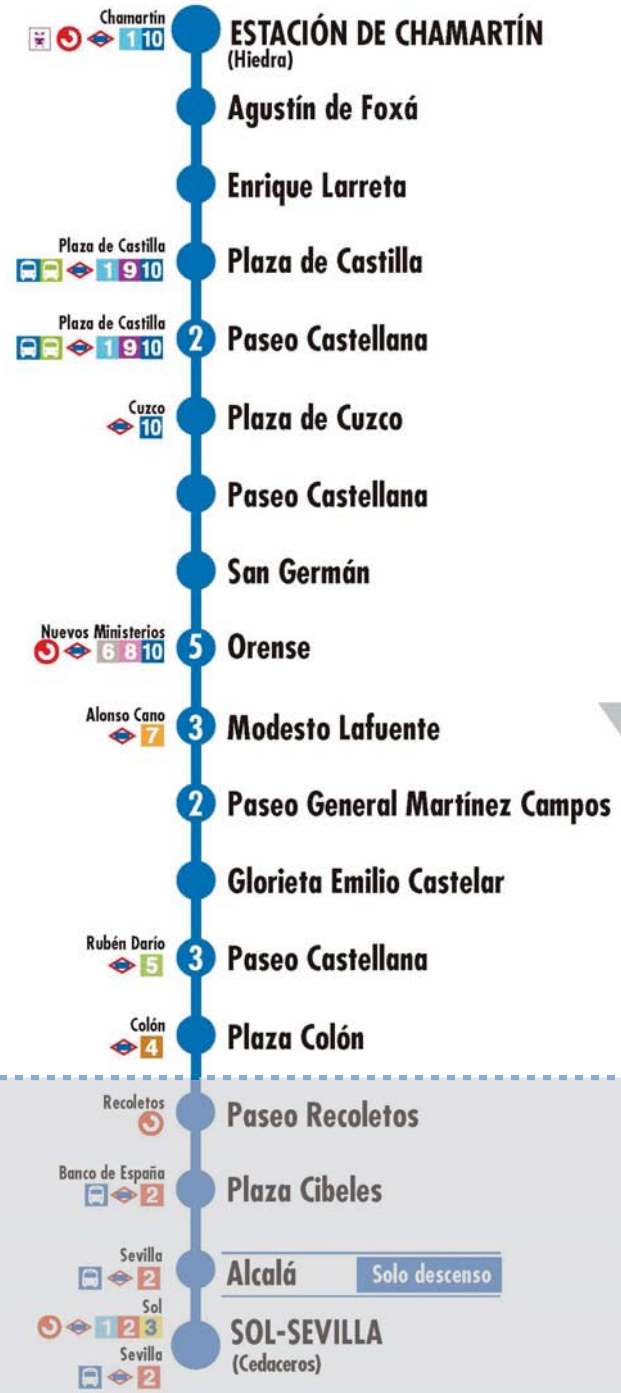 Chamartín
1 10
ESTACIÓN DE CHAMARTÍN
(Hiedra)
Agustín de Foxá
Enrique Larreta
Plaza de Castilla
1 9 10
Plaza de Castilla
Plaza de Castilla
1 9 10
2
Paseo Castellana
Cuzco
10
Plaza de Cuzco
Paseo Castellana
San Germán
Nuevos Ministerios
6 8 10
5
Orense
Alonso Cano
7
3
Modesto Lafuente
2
Paseo General Martínez Campos
Glorieta Emilio Castelar
Rubén Darío
5
3
Paseo Castellana
Colón
4
Plaza Colón
Recoletos
Paseo Recoletos
Banco de España
2
Plaza Cibeles
Sevilla
2
Alcalá
Solo descenso
Sol
1 2 3
Sevilla
2
SOL-SEVILLA
(Cedaceros)